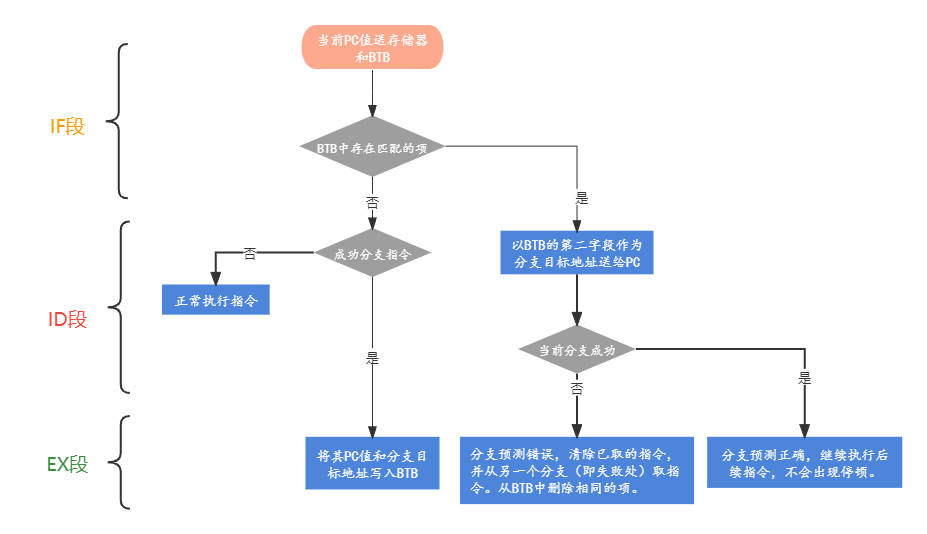 当前PC值送存储器
和BTB
IF段
BTB中存在匹配的项
否
是
成功分支指令
否
以BTB的第二字段作为
分支目标地址送给PC
正常执行指令
ID段
是
当前分支成功
否
是
EX段
将其PC值和分支目
标地址写入BTB
分支预测错误，清除已取的指令，
并从另一个分支（即失败处）取指
令。从BTB中删除相同的项。
分支预测正确，继续执行后
续指令，不会出现停顿。